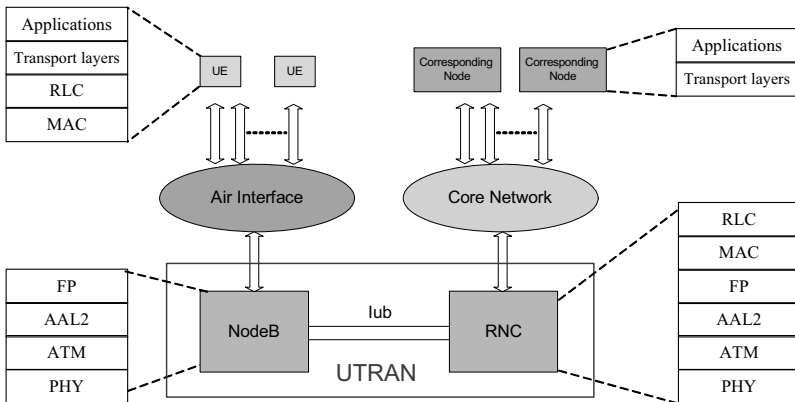 Applications
Transport layers
RLC
MAC
UE
UE
Corresponding
Node
Corresponding
Node
Applications
Transport layers
Air Interface
Core Network
FP
AAL2
ATM
PHY
NodeB
Iub
RNC
UTRAN
RLC
MAC
FP
AAL2
ATM
PHY